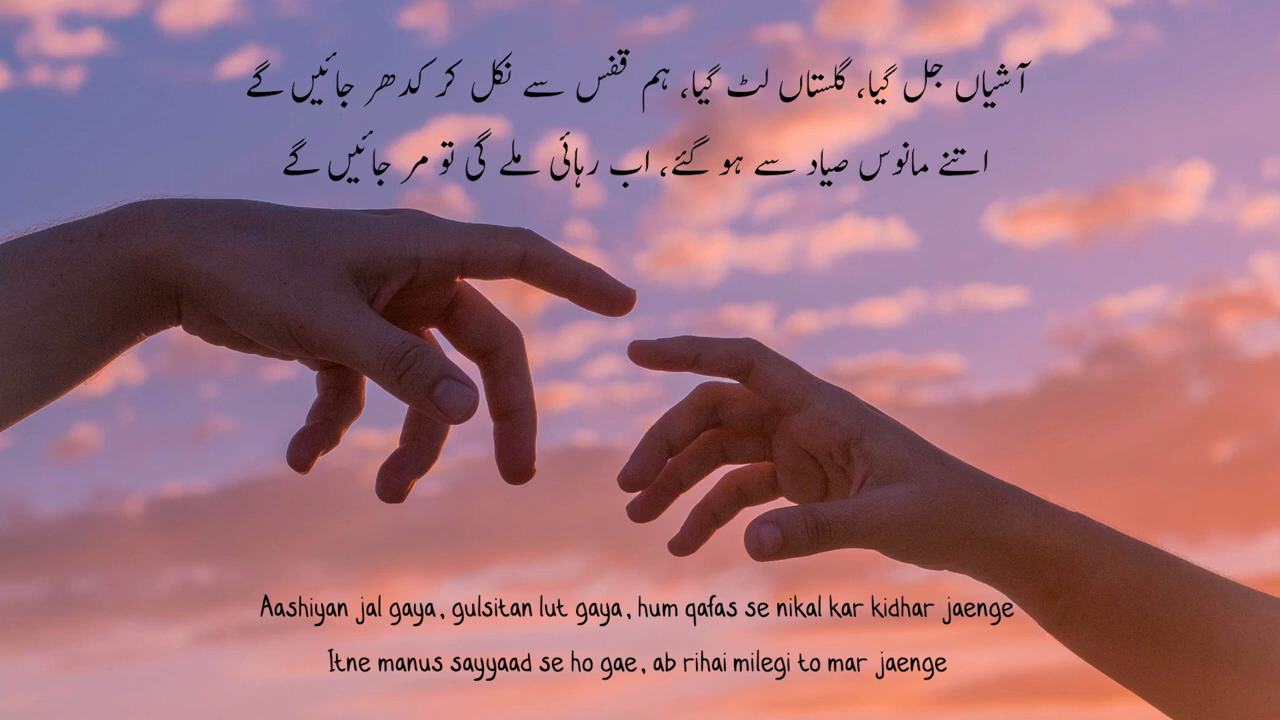 آشیاں جل گیا، گلستاں لٹ گیا، ہم قفس سے نکل کر کدھر جائیں گے
اتنے مانوس صیاد سے ہو گئے، اب رہائی ملے گی تو مر جائیں گے
Aashiyan jal gaya, gulsitan lut gaya, hum qafas se nikal kar kidhar jaenge
Itne manus sayyaad se ho gae, ab rihai milegi to mar jaenge